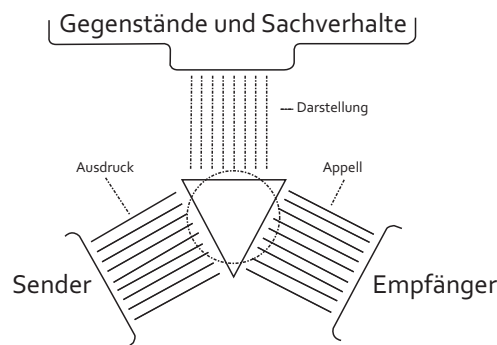 Gegenstände und Sachverhalte
Darstellung
Ausdruck
Appell
Sender
Empfänger